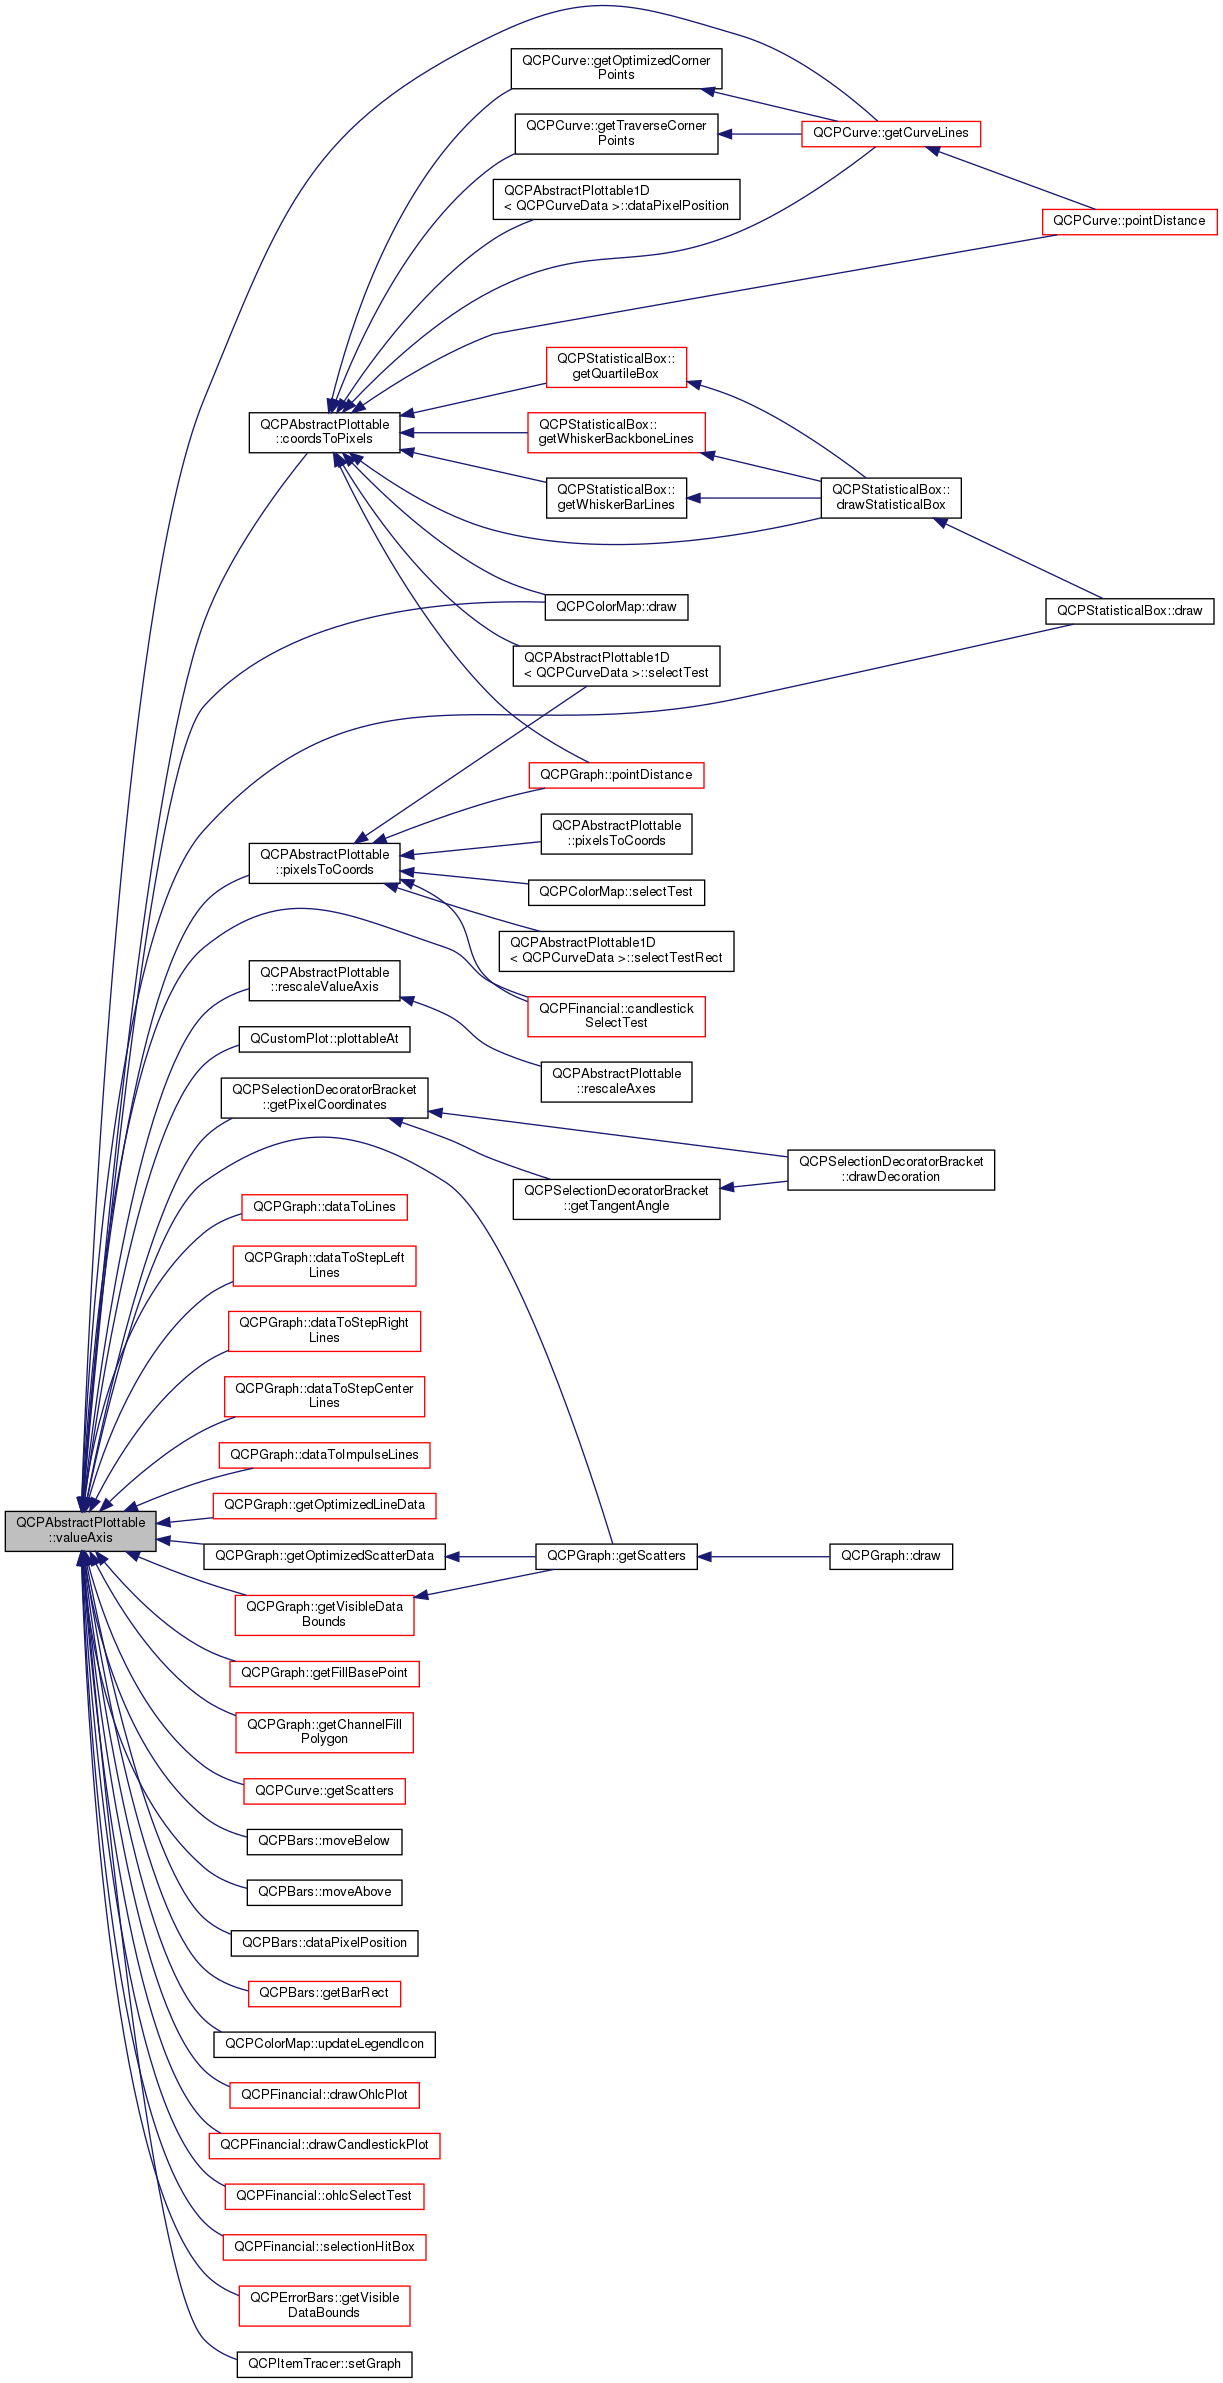 QCPCurve::getOptimizedCorner
Points
QCPCurve::getTraverseCorner
Points
QCPCurve::getCurveLines
QCPAbstractPlottable1D
< QCPCurveData >::dataPixelPosition
QCPCurve::pointDistance
QCPStatisticalBox::
getQuartileBox
QCPAbstractPlottable
::coordsToPixels
QCPStatisticalBox::
getWhiskerBackboneLines
QCPStatisticalBox::
getWhiskerBarLines
QCPStatisticalBox::
drawStatisticalBox
QCPColorMap::draw
QCPStatisticalBox::draw
QCPAbstractPlottable1D
< QCPCurveData >::selectTest
QCPGraph::pointDistance
QCPAbstractPlottable
::pixelsToCoords
QCPAbstractPlottable
::pixelsToCoords
QCPColorMap::selectTest
QCPAbstractPlottable1D
< QCPCurveData >::selectTestRect
QCPAbstractPlottable
::rescaleValueAxis
QCPFinancial::candlestick
SelectTest
QCustomPlot::plottableAt
QCPAbstractPlottable
::rescaleAxes
QCPSelectionDecoratorBracket
::getPixelCoordinates
QCPSelectionDecoratorBracket
::drawDecoration
QCPSelectionDecoratorBracket
::getTangentAngle
QCPGraph::dataToLines
QCPGraph::dataToStepLeft
Lines
QCPGraph::dataToStepRight
Lines
QCPGraph::dataToStepCenter
Lines
QCPGraph::dataToImpulseLines
QCPGraph::getOptimizedLineData
QCPAbstractPlottable
::valueAxis
QCPGraph::getOptimizedScatterData
QCPGraph::getScatters
QCPGraph::draw
QCPGraph::getVisibleData
Bounds
QCPGraph::getFillBasePoint
QCPGraph::getChannelFill
Polygon
QCPCurve::getScatters
QCPBars::moveBelow
QCPBars::moveAbove
QCPBars::dataPixelPosition
QCPBars::getBarRect
QCPColorMap::updateLegendIcon
QCPFinancial::drawOhlcPlot
QCPFinancial::drawCandlestickPlot
QCPFinancial::ohlcSelectTest
QCPFinancial::selectionHitBox
QCPErrorBars::getVisible
DataBounds
QCPItemTracer::setGraph